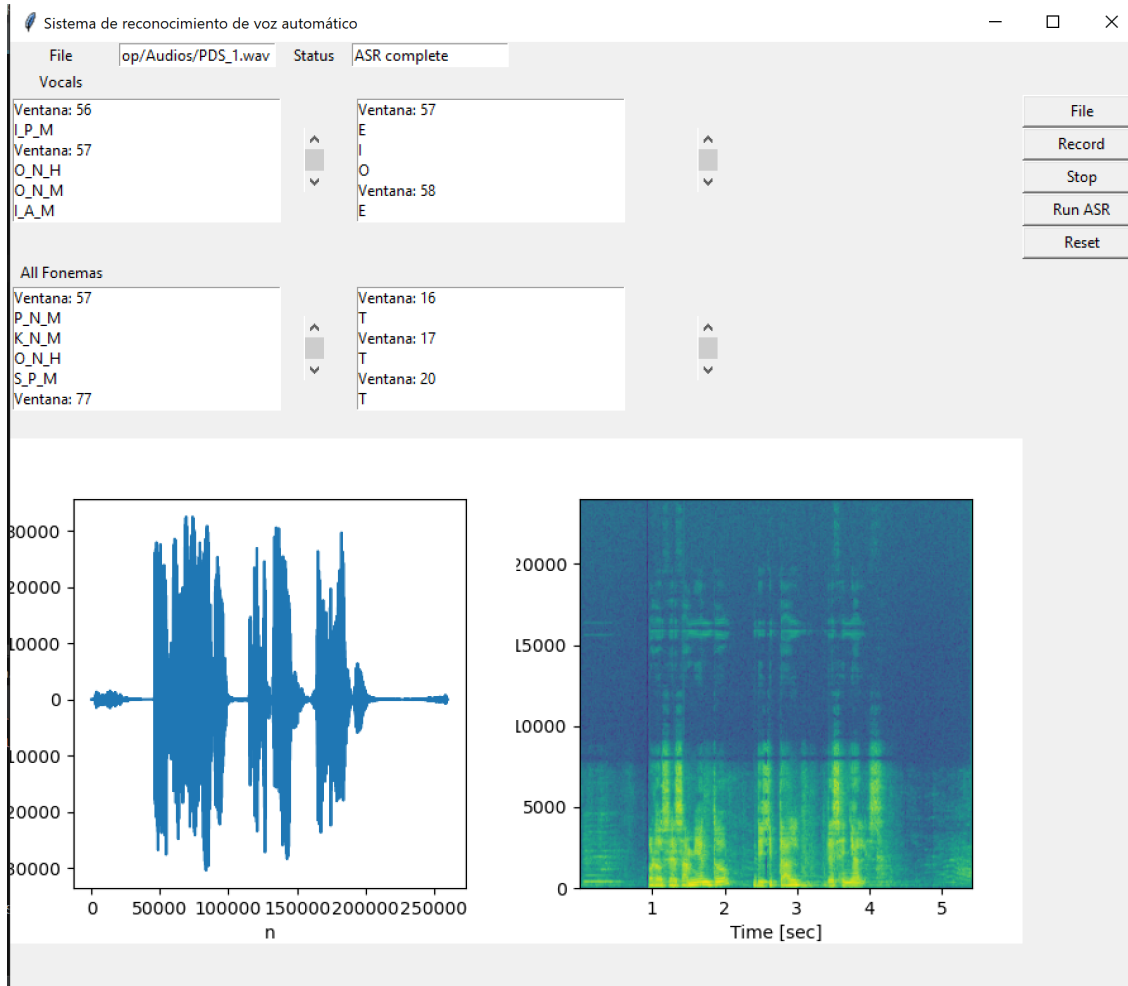 Sistema de reconocimiento de voz automático
File op/Audios/PDS_1.wav Status ASR complete
Vocals
Ventana: 56
I_P_M
Ventana: 57
O_N_H
O_N_M
I_A_M
Ventana: 57
E
I
O
Ventana: 58
E
File
Record
Stop
Run ASR
Reset
All Fonemas
Ventana: 57
P_N_M
K_N_M
O_N_H
S_P_M
Ventana: 77
Ventana: 16
T
Ventana: 17
T
Ventana: 20
T
30000
20000
10000
0
10000
20000
30000
0 50000 100000 150000 200000 250000
n
20000
15000
10000
5000
0
1 2 3 4 5
Time [sec]